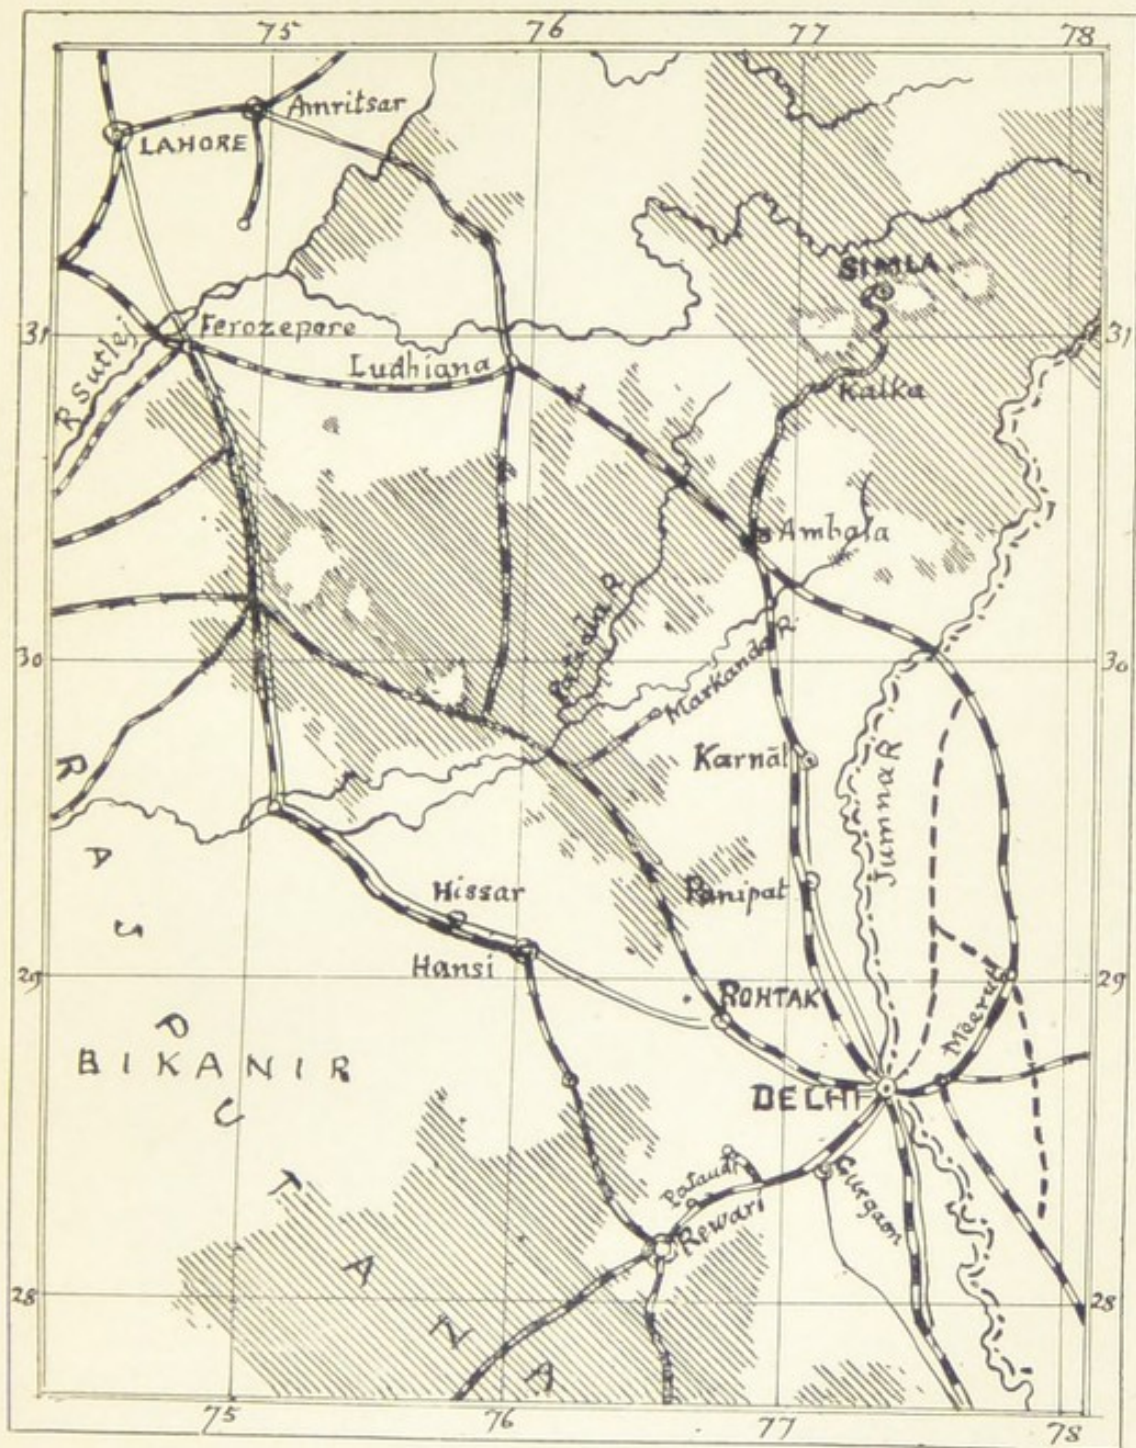 75 76 77 78
Amritsar
LAHORE
SIMLA
31 Ferozepore 31
R Sutlej
Ludhiana
Kalka
Ambala
Patiala R
30 30
Markanda R
R A J P U T A N A
Karnāl
Jumna R
Hissar
Panipat
Hansi
29 29
ROHTAK
Meerut
BIKANIR
DELHI
Pataudi
Gurgaon
Rewari
28 28
75 76 77 78